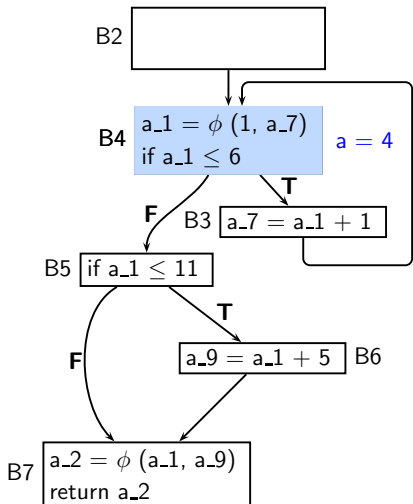 B2
B4
a_1 = ϕ (1, a_7)
if a_1 ≤ 6
a = 4
F
T
B3
a_7 = a_1 + 1
B5
if a_1 ≤ 11
F
T
a_9 = a_1 + 5
B6
B7
a_2 = ϕ (a_1, a_9)
return a_2